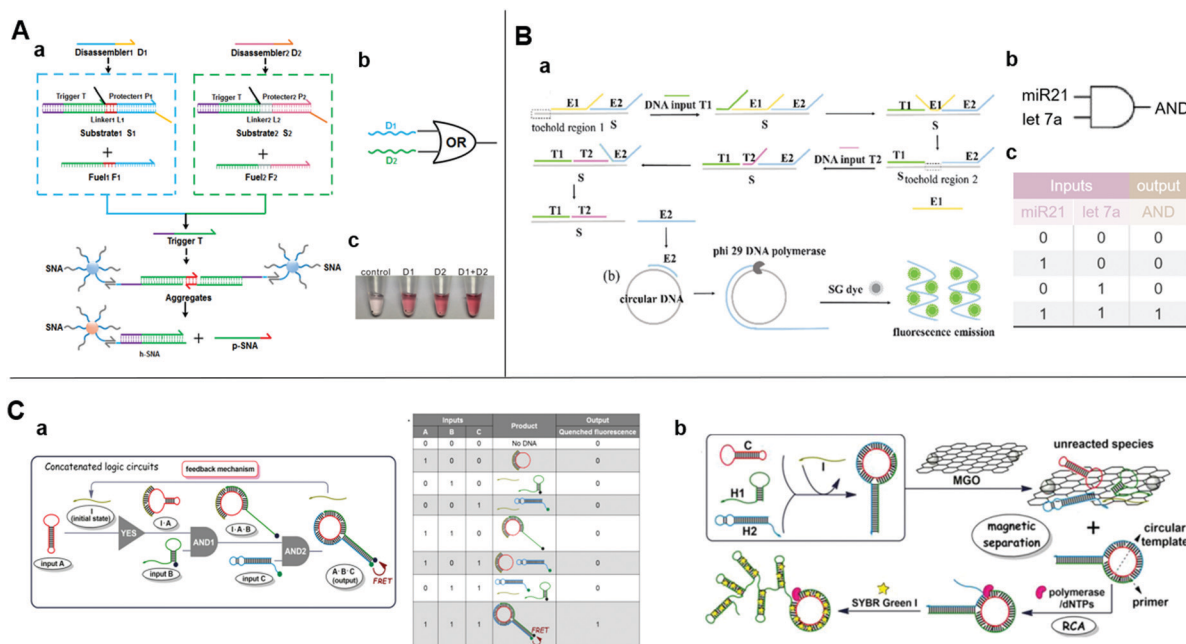 A
a
Disassembler1 D1
Disassembler2 D2
Trigger T
Protecter1 P1
Linker1 L1
Substrate1 S1
+
Fuel1 F1
Trigger T
Protecter2 P2
Linker2 L2
Substrate2 S2
+
Fuel2 F2
Trigger T
SNA
SNA
Aggregates
SNA
+
h-SNA
p-SNA
b
D1
D2
OR
c
control D1 D2 D1+D2
B
a
E1 E2
toehold region 1
S
DNA input T1
E1 E2
S
T1 E1 E2
S
T1 E2
S
toehold region 2
E1
DNA input T2
T1 T2 E2
S
T1 T2 E2
S
T1 T2
S
E2
E2
(b)
circular DNA
phi 29 DNA polymerase
SG dye
fluorescence emission
b
miR21
let 7a
AND
c
Inputs output
miR21 let 7a AND
0 0 0
1 0 0
0 1 0
1 1 1
C
a
Concatenated logic circuits
feedback mechanism
I
(initial state)
I·A
I·A·B
YES
AND1
AND2
input A
input B
input C
A·B·C
(output)
FRET
Inputs Product Output
A B C Quenched fluorescence
0 0 0 No DNA 0
1 0 0 0
0 1 0 0
0 0 1 0
1 1 0 0
1 0 1 0
0 1 1 0
1 1 1 FRET 1
b
C
I
H1
H2
MGO
unreacted species
magnetic
separation
+
circular
template
primer
polymerase
/dNTPs
RCA
SYBR Green I